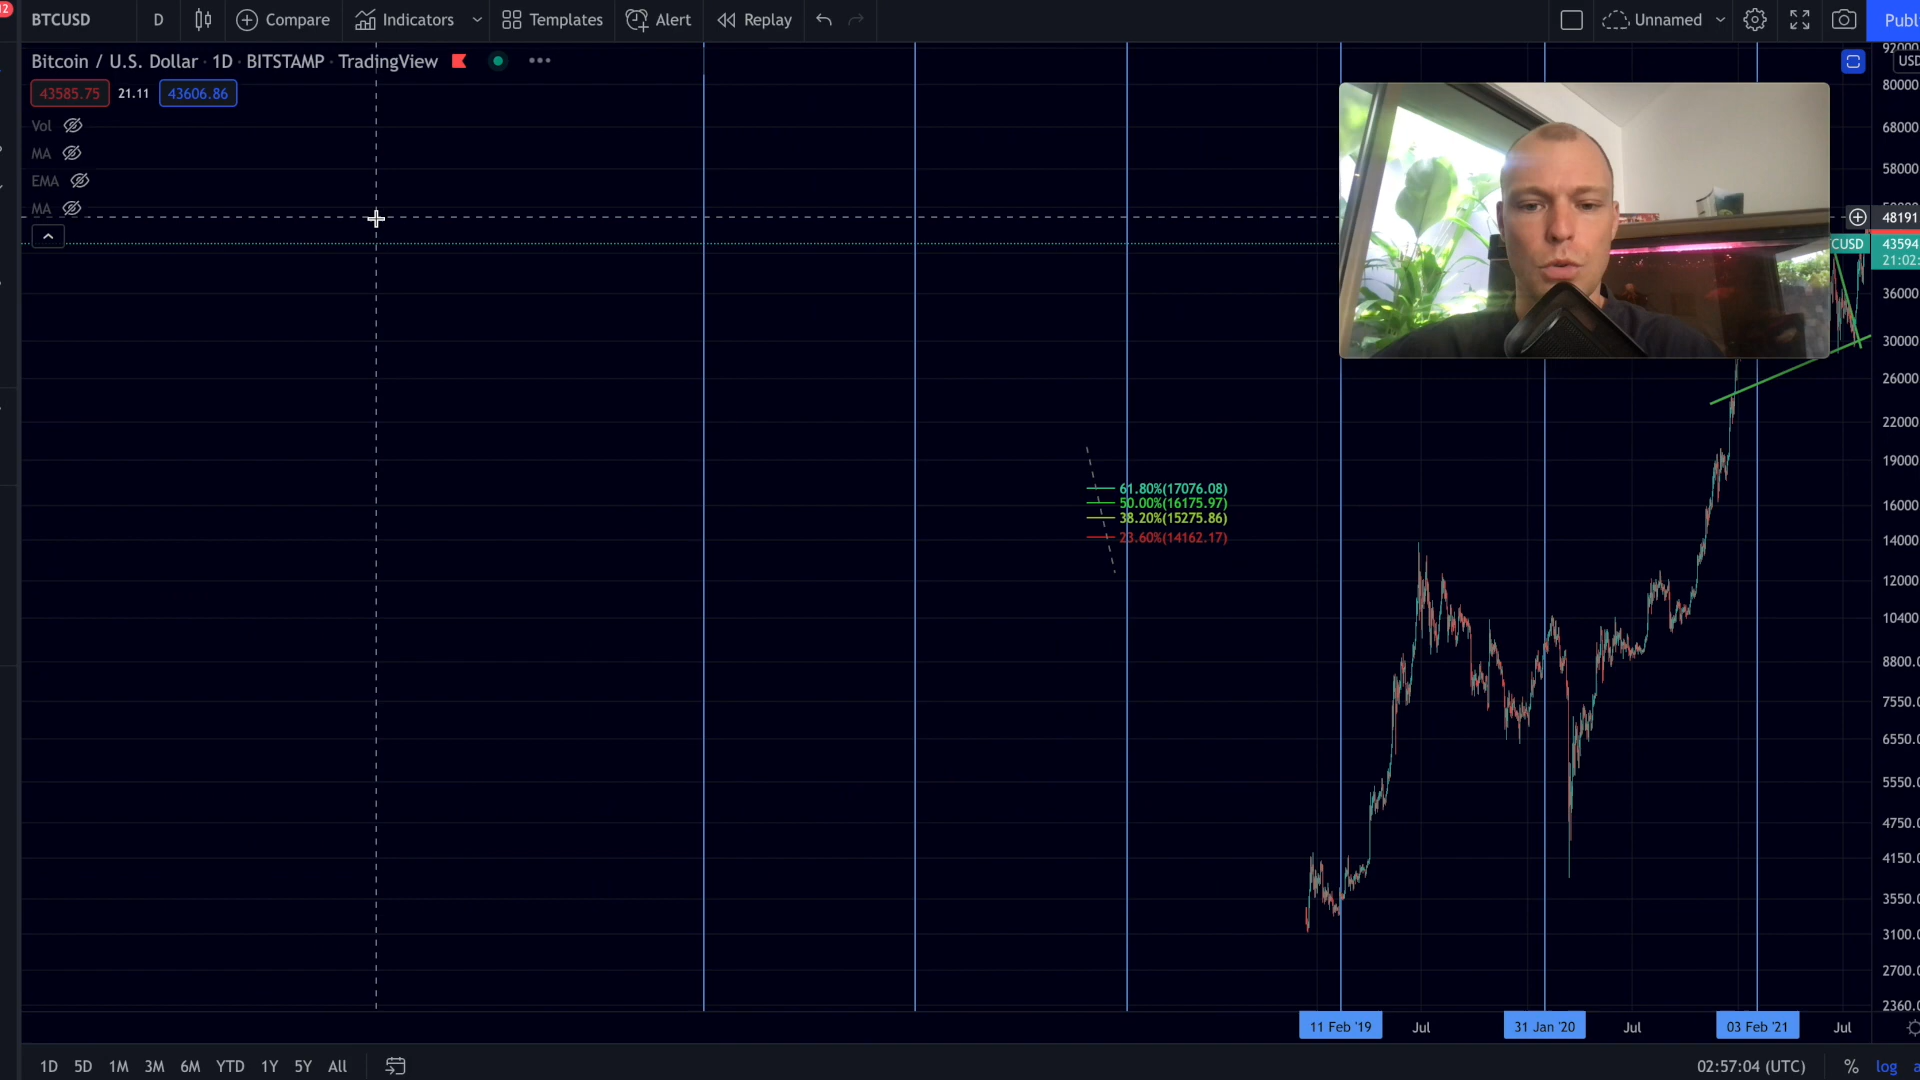 12
BTCUSD
D
Compare
Indicators
Templates
Alert
Replay
Unnamed
Bitcoin / U.S. Dollar · 1D · BITSTAMP · TradingView
43585.75
21.11
43606.86
Vol
MA
EMA
MA
USD
80000
68000
58000
48191
CUSD
43594
21:02:
36000
30000
26000
22000
19000
16000
14000
12000
10400
8800.0
7550.0
6550.0
5550.0
4750.0
4150.0
3550.0
3100.0
2700.0
2360.0
61.80%(17076.08)
50.00%(16175.97)
38.20%(15275.86)
23.60%(14162.17)
11 Feb '19
Jul
31 Jan '20
Jul
03 Feb '21
Jul
1D
5D
1M
3M
6M
YTD
1Y
5Y
All
02:57:04 (UTC)
%
log